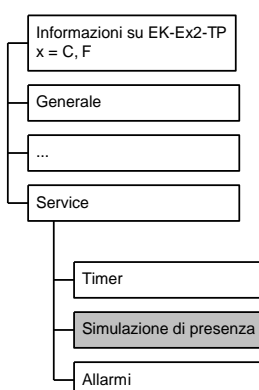 Informazioni su EK-Ex2-TP
x = C, F
Generale
...
Service
Timer
Simulazione di presenza
Allarmi